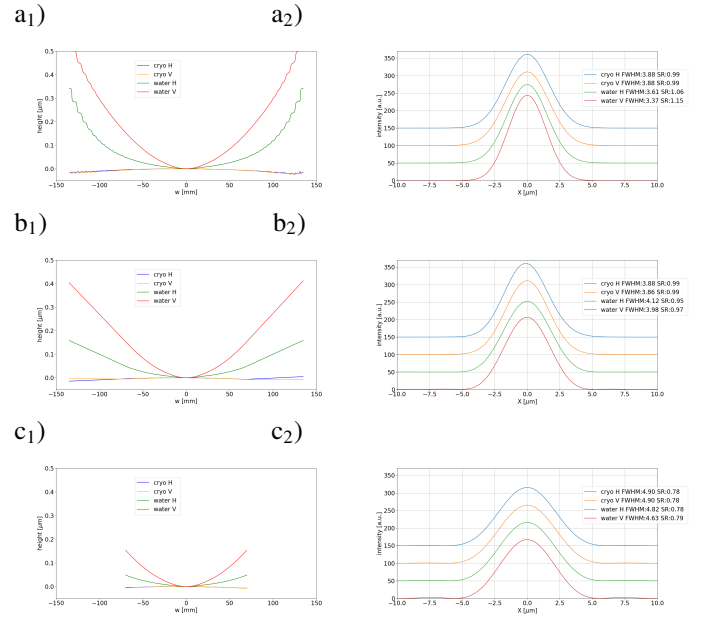 a1) a2)
0.5
0.4
0.3
0.2
0.1
0.0
height [µm]
cryo H
cryo V
water H
water V
−150 −100 −50 0 50 100 150
w [mm]
350
300
250
200
150
100
50
0
intensity [a.u.]
cryo H FWHM:3.88 SR:0.99
cryo V FWHM:3.88 SR:0.99
water H FWHM:3.61 SR:1.06
water V FWHM:3.37 SR:1.15
−10.0 −7.5 −5.0 −2.5 0.0 2.5 5.0 7.5 10.0
X [µm]
b1) b2)
0.5
0.4
0.3
0.2
0.1
0.0
height [µm]
cryo H
cryo V
water H
water V
−150 −100 −50 0 50 100 150
w [mm]
350
300
250
200
150
100
50
0
intensity [a.u.]
cryo H FWHM:3.88 SR:0.99
cryo V FWHM:3.86 SR:0.99
water H FWHM:4.12 SR:0.95
water V FWHM:3.98 SR:0.97
−10.0 −7.5 −5.0 −2.5 0.0 2.5 5.0 7.5 10.0
X [µm]
c1) c2)
0.5
0.4
0.3
0.2
0.1
0.0
height [µm]
cryo H
cryo V
water H
water V
−150 −100 −50 0 50 100 150
w [mm]
350
300
250
200
150
100
50
0
intensity [a.u.]
cryo H FWHM:4.90 SR:0.78
cryo V FWHM:4.90 SR:0.78
water H FWHM:4.82 SR:0.78
water V FWHM:4.63 SR:0.79
−10.0 −7.5 −5.0 −2.5 0.0 2.5 5.0 7.5 10.0
X [µm]